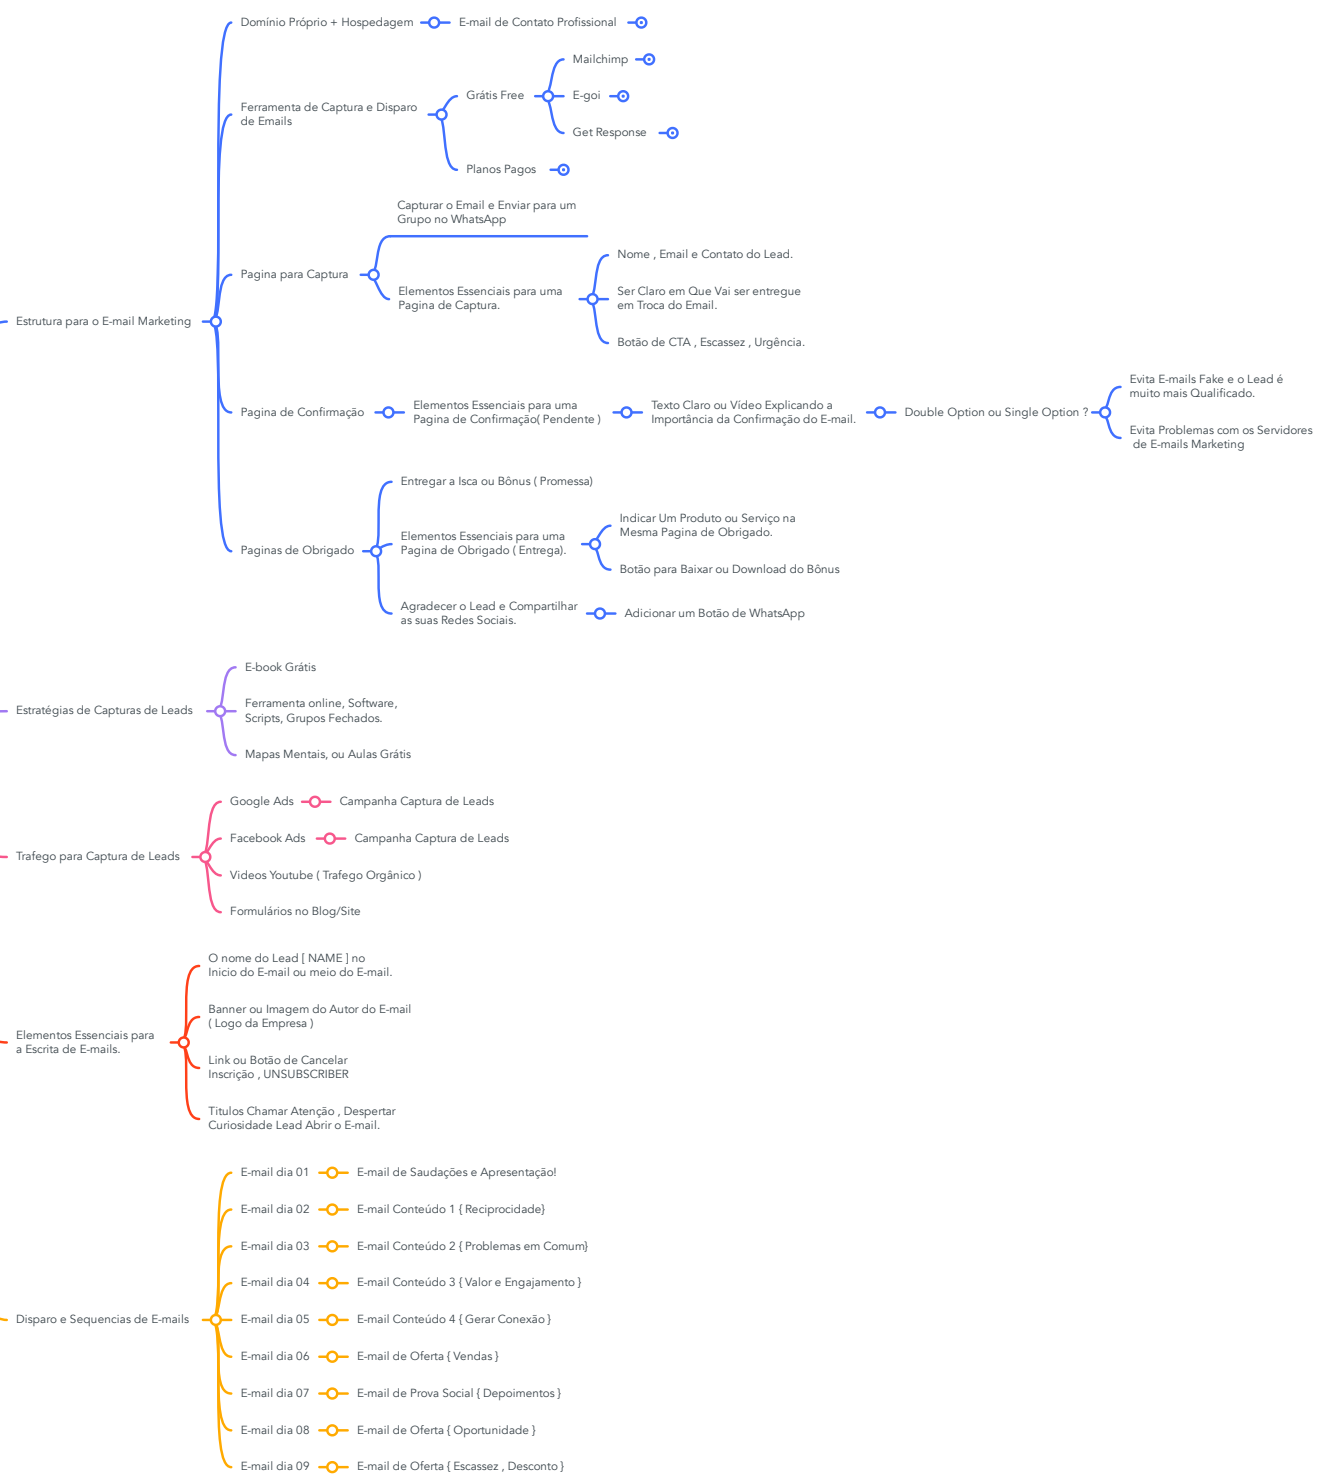 Domínio Próprio + Hospedagem
E-mail de Contato Profissional
Mailchimp
Ferramenta de Captura e Disparo
de Emails
Grátis Free
E-goi
Get Response
Planos Pagos
Capturar o Email e Enviar para um
Grupo no WhatsApp
Pagina para Captura
Elementos Essenciais para uma
Pagina de Captura.
Nome , Email e Contato do Lead.
Ser Claro em Que Vai ser entregue
em Troca do Email.
Botão de CTA , Escassez , Urgência.
Estrutura para o E-mail Marketing
Pagina de Confirmação
Elementos Essenciais para uma
Pagina de Confirmação( Pendente )
Texto Claro ou Vídeo Explicando a
Importância da Confirmação do E-mail.
Double Option ou Single Option ?
Evita E-mails Fake e o Lead é
muito mais Qualificado.
Evita Problemas com os Servidores
de E-mails Marketing
Paginas de Obrigado
Entregar a Isca ou Bônus ( Promessa)
Elementos Essenciais para uma
Pagina de Obrigado ( Entrega).
Indicar Um Produto ou Serviço na
Mesma Pagina de Obrigado.
Botão para Baixar ou Download do Bônus
Agradecer o Lead e Compartilhar
as suas Redes Sociais.
Adicionar um Botão de WhatsApp
Estratégias de Capturas de Leads
E-book Grátis
Ferramenta online, Software,
Scripts, Grupos Fechados.
Mapas Mentais, ou Aulas Grátis
Trafego para Captura de Leads
Google Ads
Campanha Captura de Leads
Facebook Ads
Campanha Captura de Leads
Videos Youtube ( Trafego Orgânico )
Formulários no Blog/Site
Elementos Essenciais para
a Escrita de E-mails.
O nome do Lead [ NAME ] no
Inicio do E-mail ou meio do E-mail.
Banner ou Imagem do Autor do E-mail
( Logo da Empresa )
Link ou Botão de Cancelar
Inscrição , UNSUBSCRIBER
Titulos Chamar Atenção , Despertar
Curiosidade Lead Abrir o E-mail.
Disparo e Sequencias de E-mails
E-mail dia 01
E-mail de Saudações e Apresentação!
E-mail dia 02
E-mail Conteúdo 1 { Reciprocidade}
E-mail dia 03
E-mail Conteúdo 2 { Problemas em Comum}
E-mail dia 04
E-mail Conteúdo 3 { Valor e Engajamento }
E-mail dia 05
E-mail Conteúdo 4 { Gerar Conexão }
E-mail dia 06
E-mail de Oferta { Vendas }
E-mail dia 07
E-mail de Prova Social { Depoimentos }
E-mail dia 08
E-mail de Oferta { Oportunidade }
E-mail dia 09
E-mail de Oferta { Escassez , Desconto }